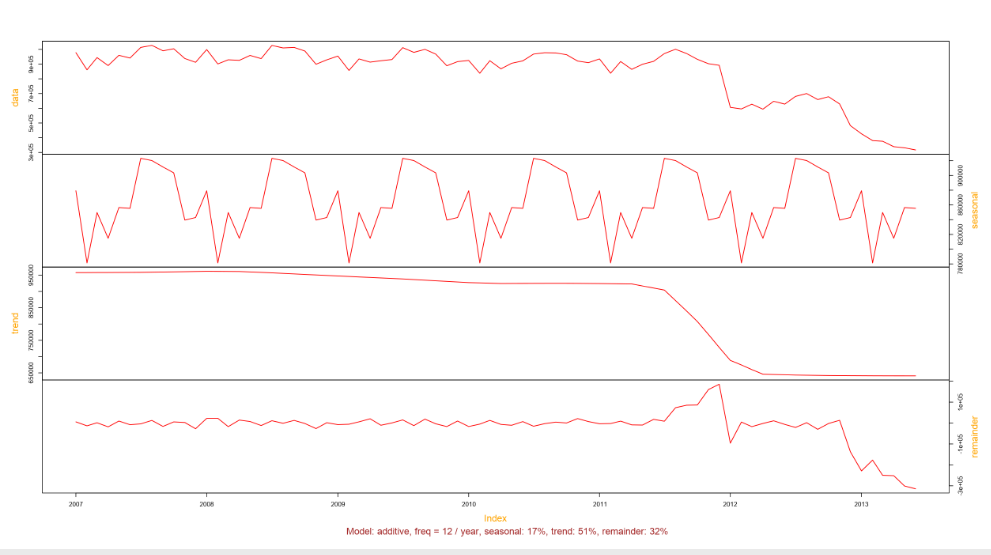 data
9e+05
7e+05
5e+05
3e+05
seasonal
900000
860000
820000
780000
trend
950000
850000
750000
650000
remainder
1e+05
-1e+05
-3e+05
2007 2008 2009 2010 2011 2012 2013
Index
Model: additive, freq = 12 / year, seasonal: 17%, trend: 51%, remainder: 32%